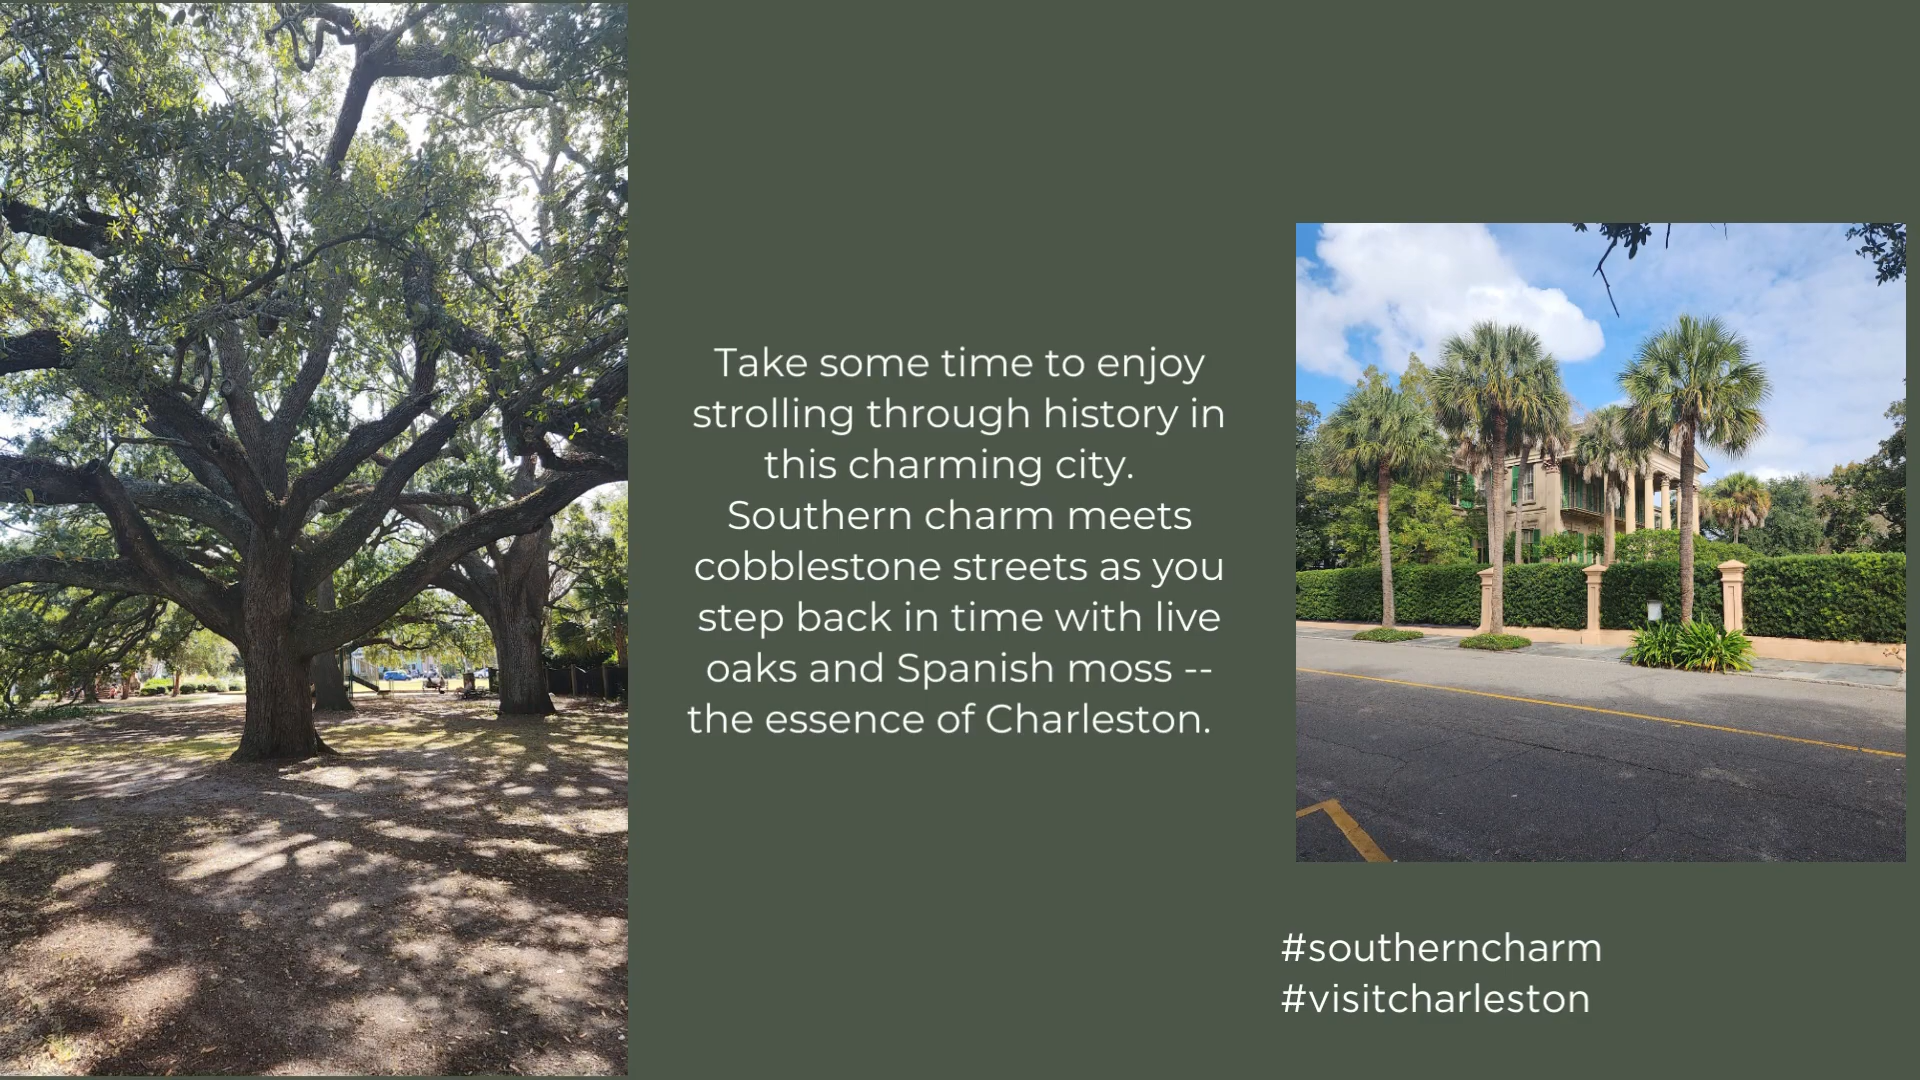 Take some time to enjoy
strolling through history in
this charming city.
Southern charm meets
cobblestone streets as you
step back in time with live
oaks and Spanish moss --
the essence of Charleston.
#southerncharm
#visitcharleston